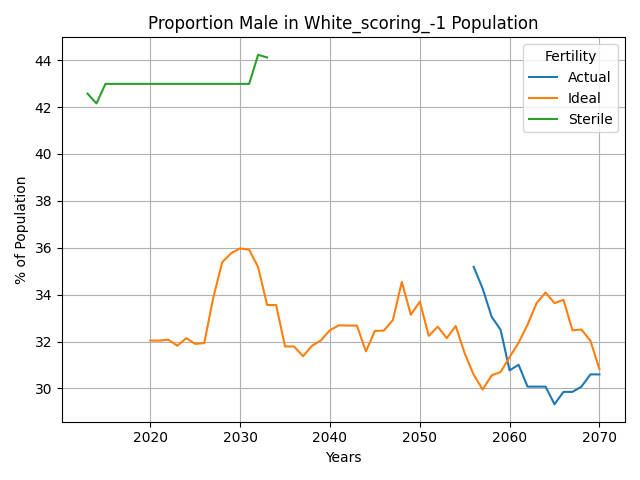 Proportion Male in White_scoring_-1 Population
Fertility
Actual
Ideal
Sterile
% of Population
44
42
40
38
36
34
32
30
2020
2030
2040
2050
2060
2070
Years